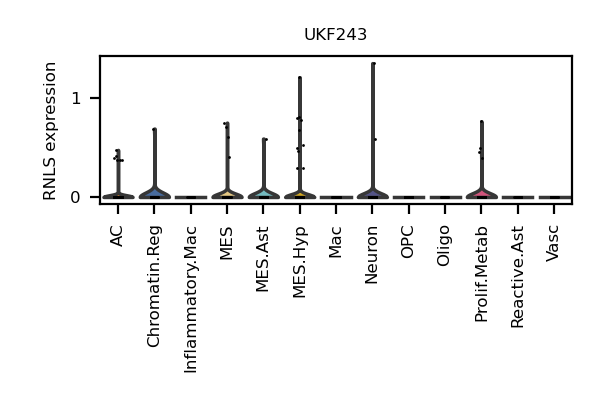 UKF243
RNLS expression
1
0
AC
Chromatin.Reg
Inflammatory.Mac
MES
MES.Ast
MES.Hyp
Mac
Neuron
OPC
Oligo
Prolif.Metab
Reactive.Ast
Vasc